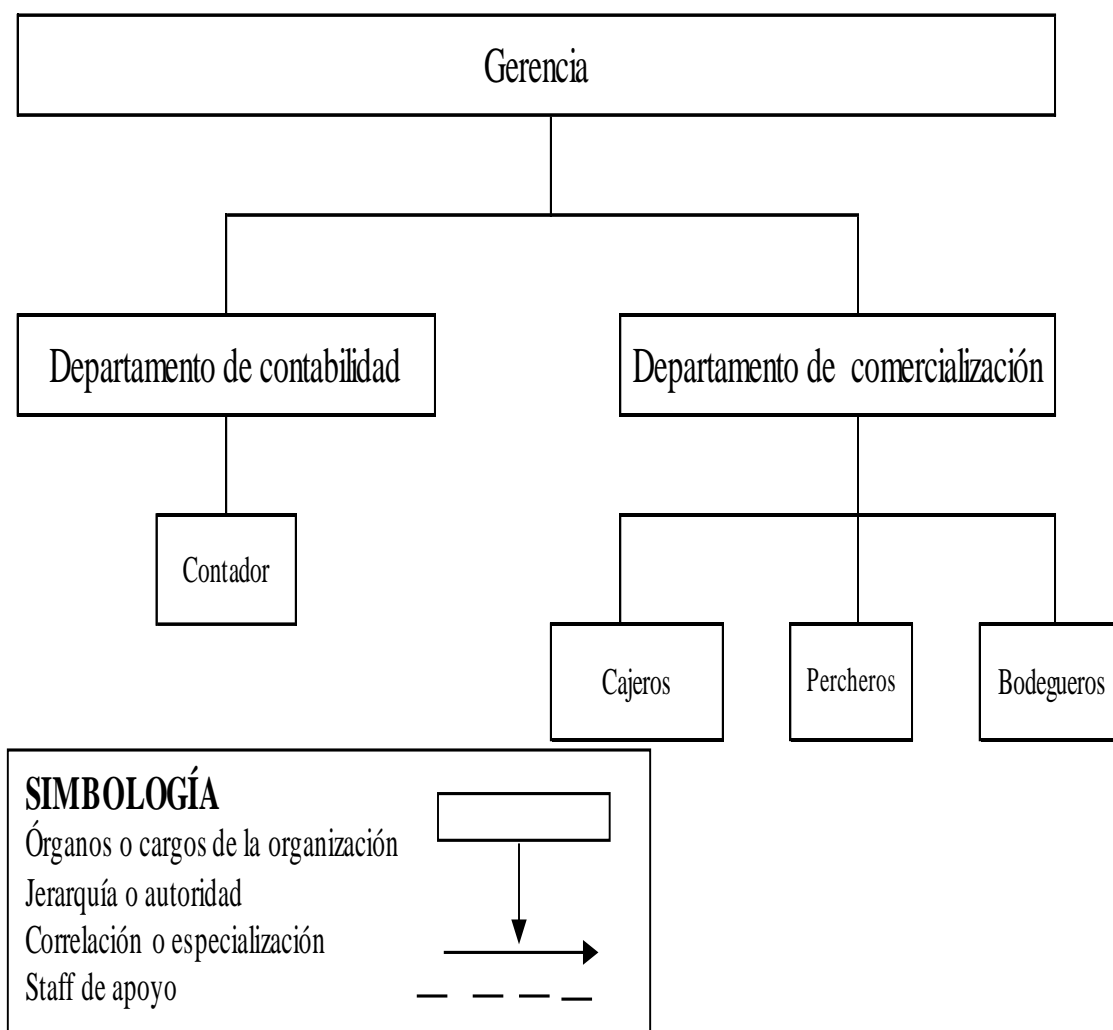 Gerencia
Departamento de contabilidad
Departamento de comercialización
Contador
Cajeros
Percheros
Bodegueros
SIMBOLOGÍA
Órganos o cargos de la organización
Jerarquía o autoridad
Correlación o especialización
Staff de apoyo